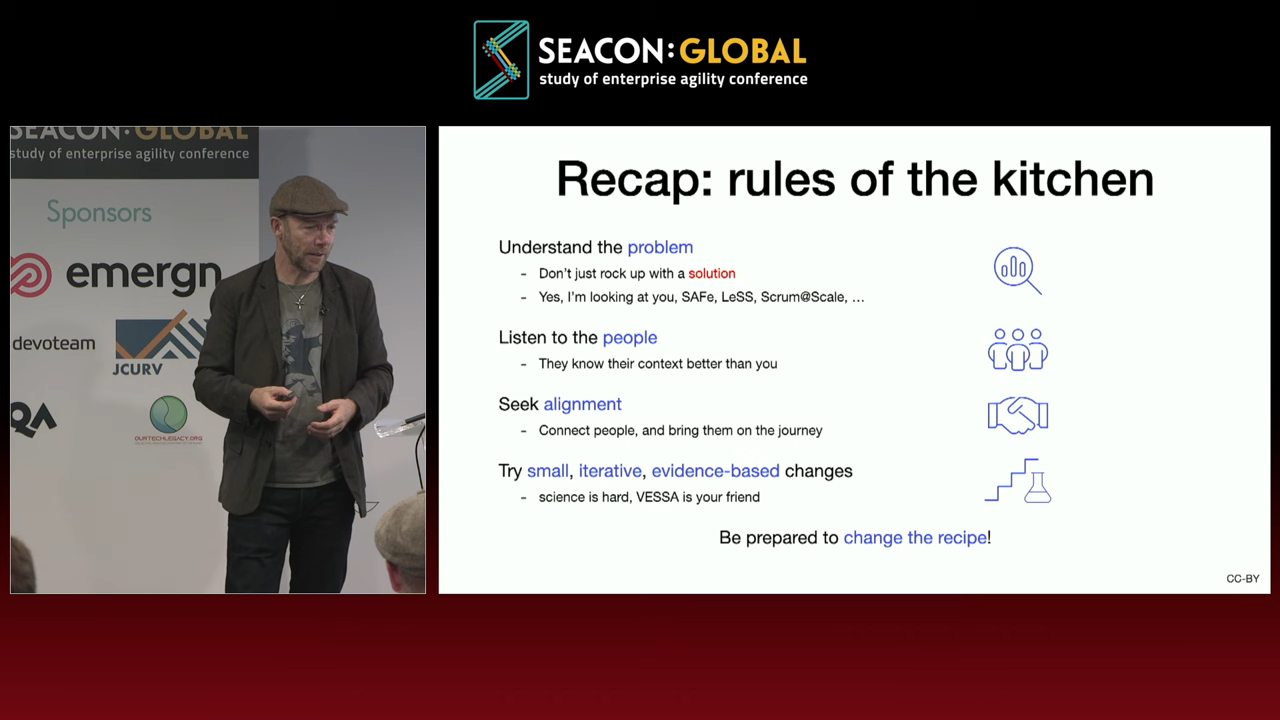 SEACON:GLOBAL
study of enterprise agility conference
SEACON:GLOBAL
study of enterprise agility conference
Sponsors
emergn
devoteam
JCURV
QA
OURTECHLEGACY.ORG
Recap: rules of the kitchen
Understand the problem
- Don't just rock up with a solution
- Yes, I'm looking at you, SAFe, LeSS, Scrum@Scale, …
Listen to the people
- They know their context better than you
Seek alignment
- Connect people, and bring them on the journey
Try small, iterative, evidence-based changes
- science is hard, VESSA is your friend
Be prepared to change the recipe!
CC-BY